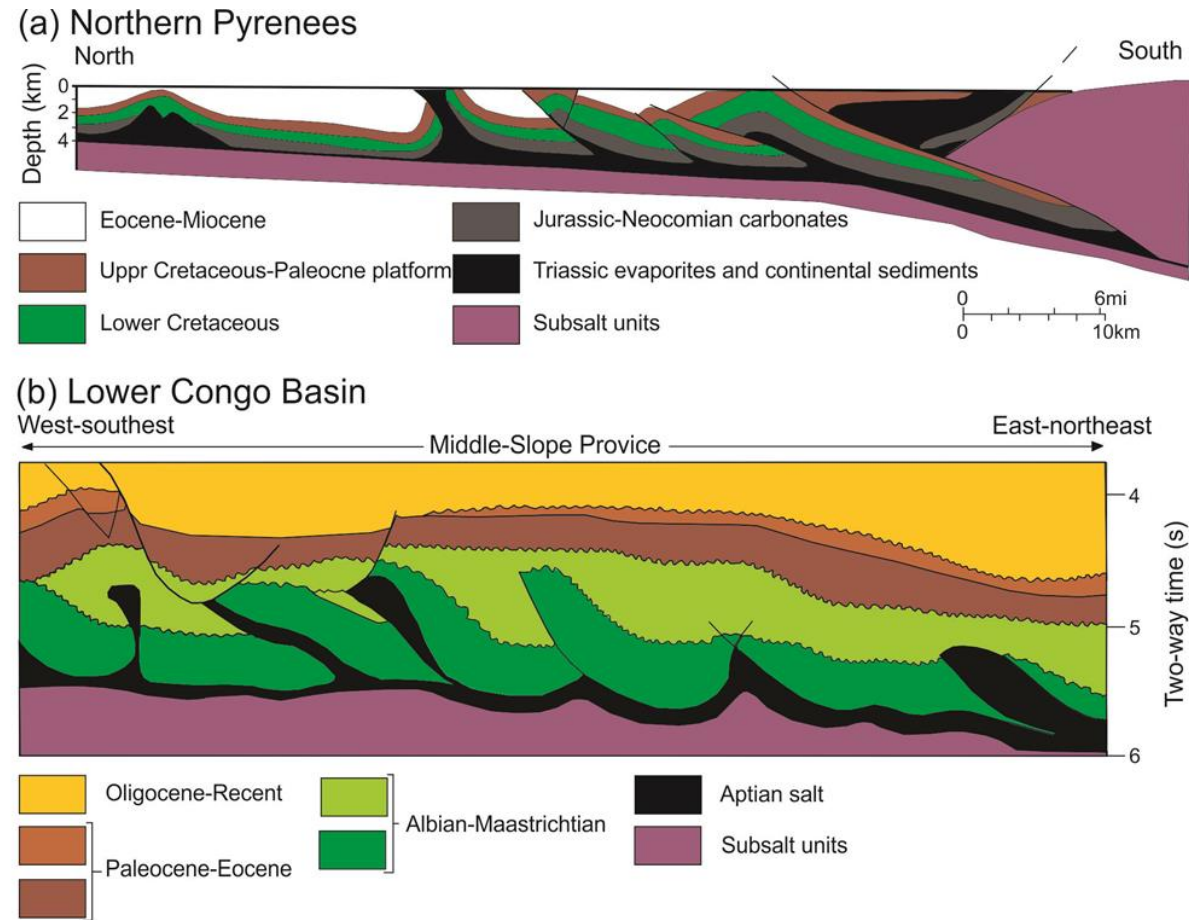 (a) Northern Pyrenees
North
South
Depth (km)
0
2
4
Eocene-Miocene
Jurassic-Neocomian carbonates
Uppr Cretaceous-Paleocne platform
Triassic evaporites and continental sediments
Lower Cretaceous
Subsalt units
0 6mi
0 10km
(b) Lower Congo Basin
West-southest
East-northeast
Middle-Slope Provice
4
5
6
Two-way time (s)
Oligocene-Recent
Albian-Maastrichtian
Aptian salt
Paleocene-Eocene
Subsalt units